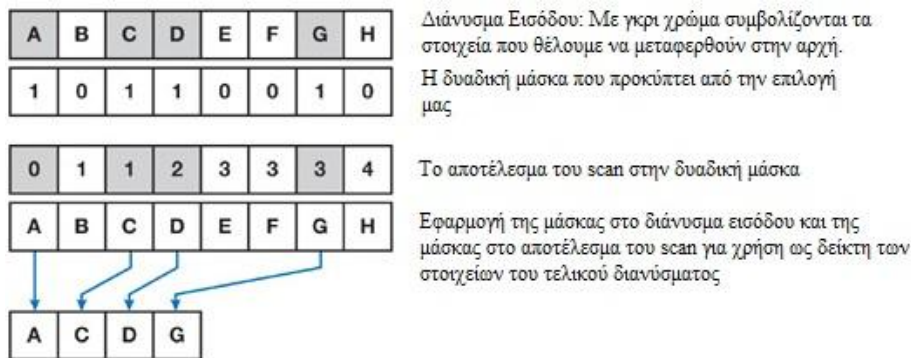 A B C D E F G H
Διάνυσμα Εισόδου: Με γκρι χρώμα συμβολίζονται τα
στοιχεία που θέλουμε να μεταφερθούν στην αρχή.
1 0 1 1 0 0 1 0
Η δυαδική μάσκα που προκύπτει από την επιλογή
μας
0 1 1 2 3 3 3 4
Το αποτέλεσμα του scan στην δυαδική μάσκα
A B C D E F G H
Εφαρμογή της μάσκας στο διάνυσμα εισόδου και της
μάσκας στο αποτέλεσμα του scan για χρήση ως δείκτη των
στοιχείων του τελικού διανύσματος
A C D G